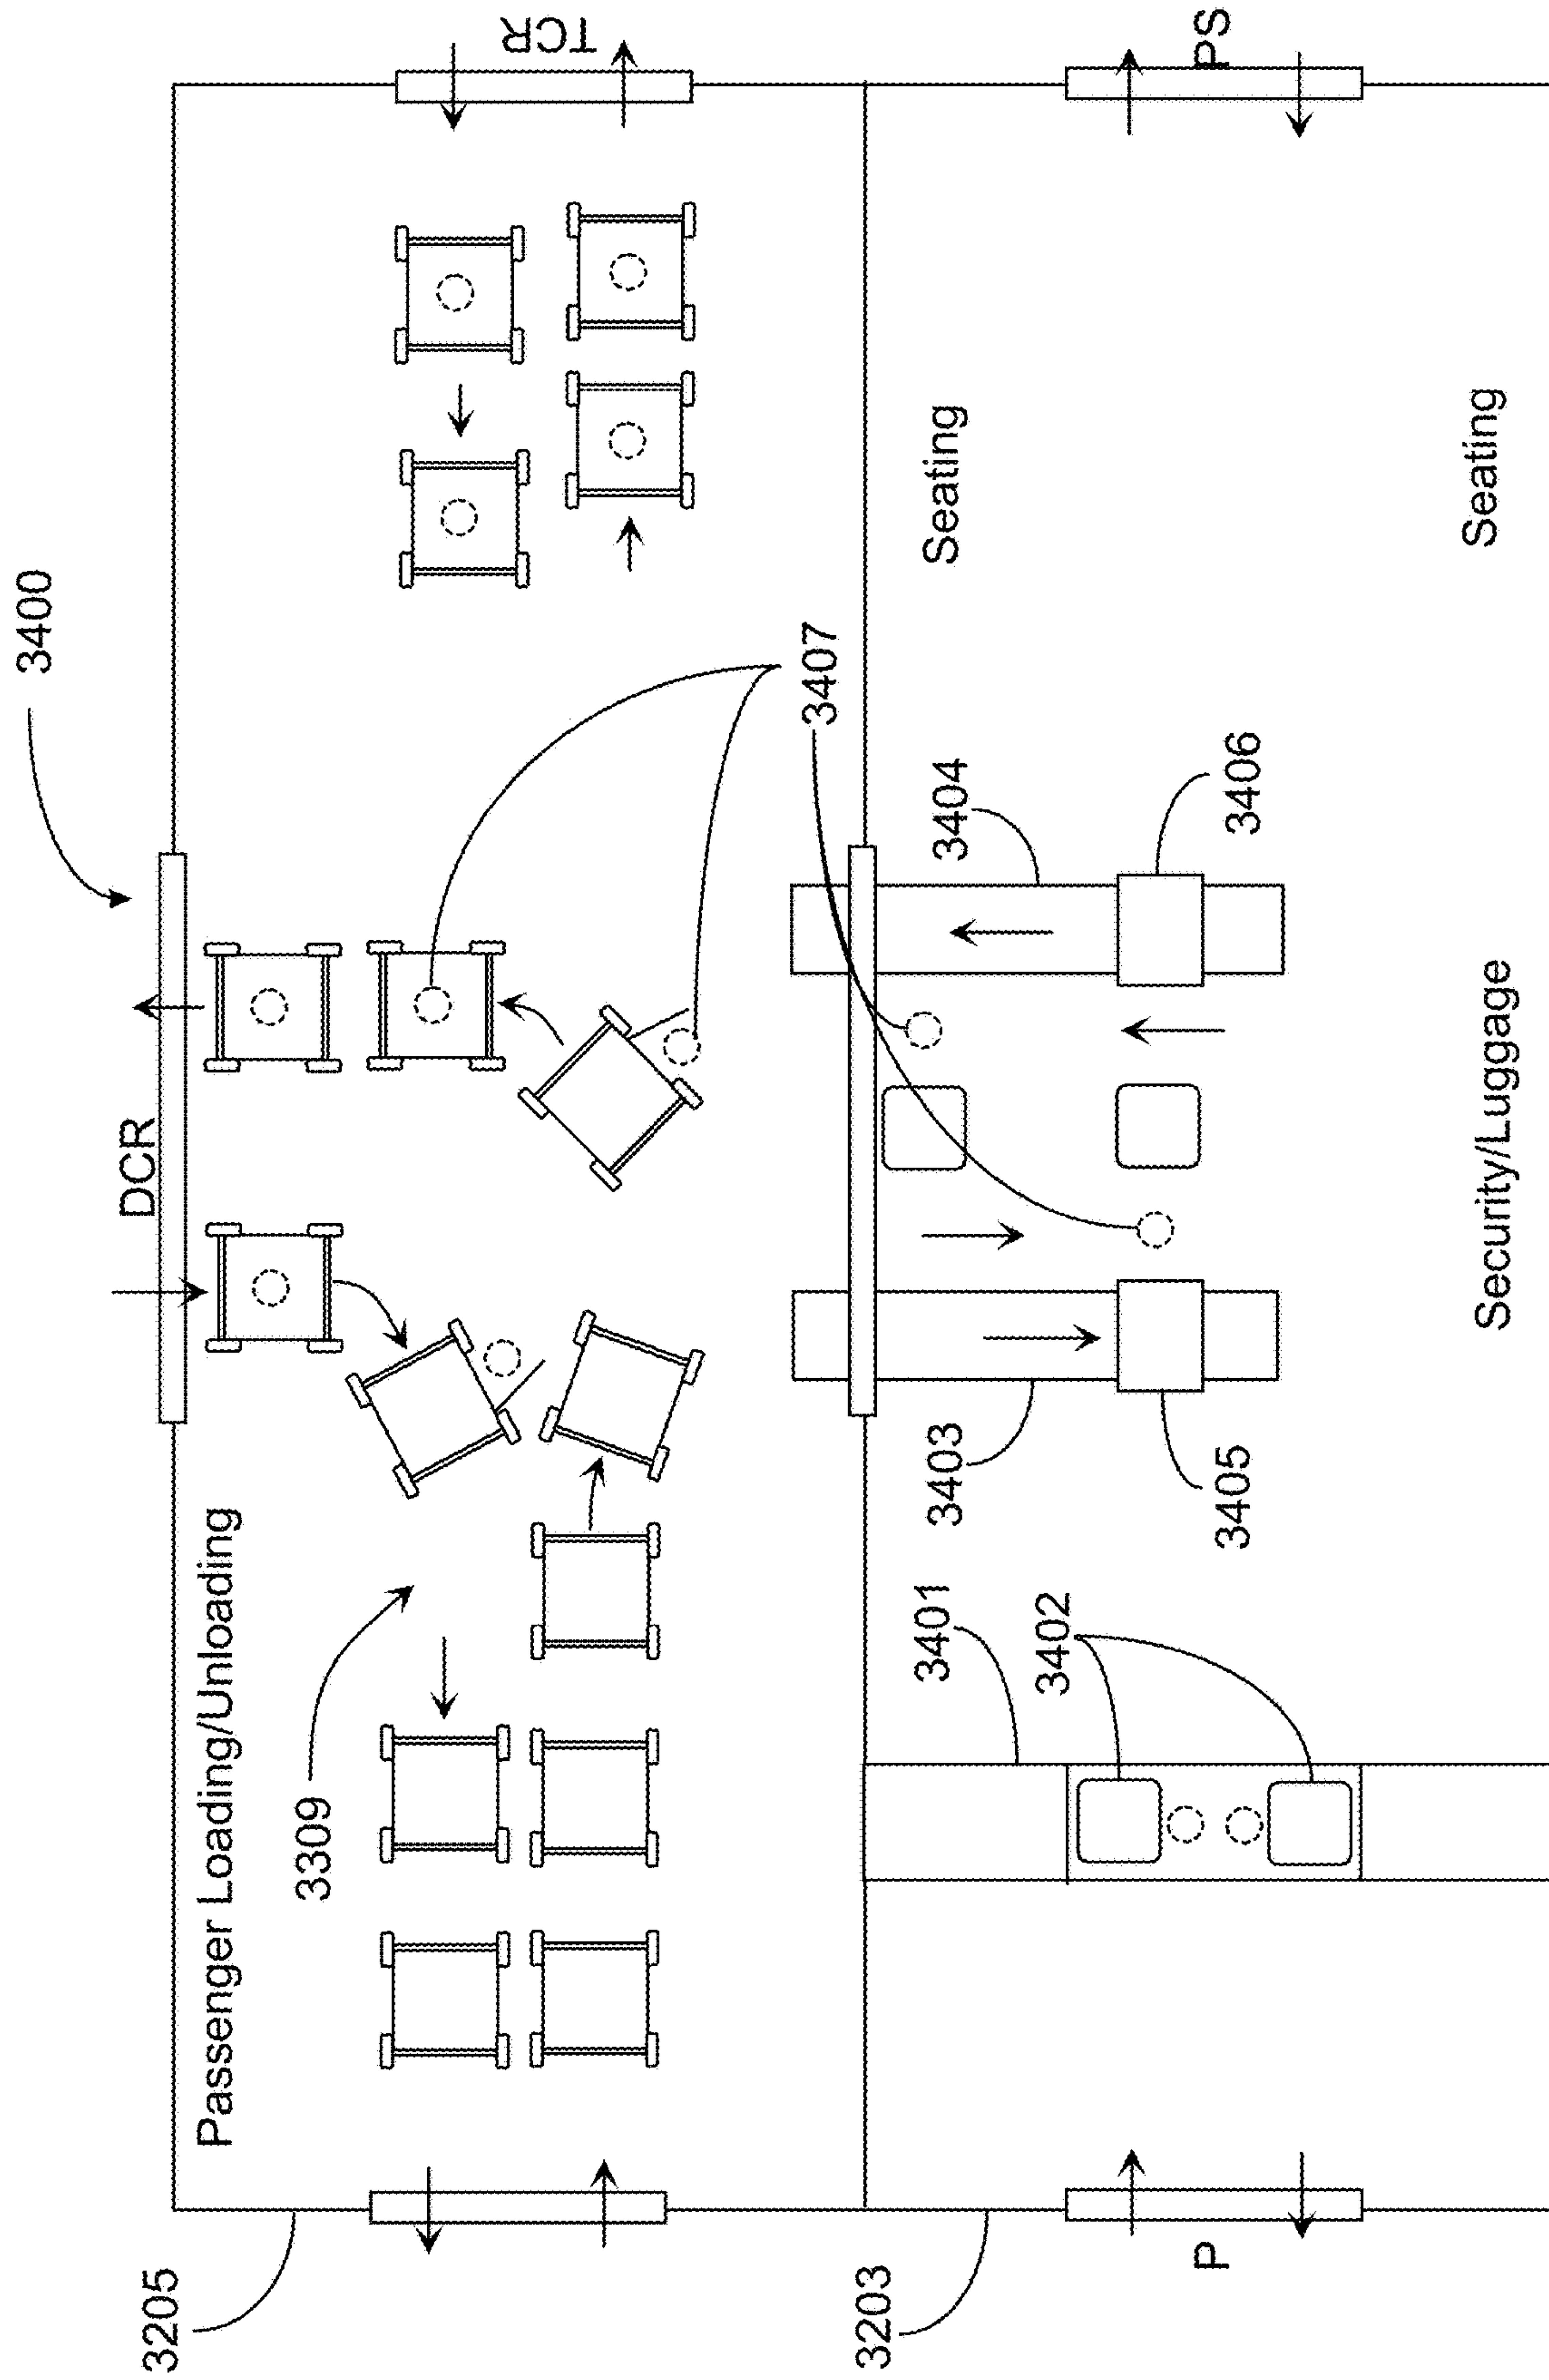 3400
DCR
TCR
Passenger Loading/Unloading
3309
3205
3407
Seating
3404
3406
3403
3405
3401
3402
3203
P
PS
Security/Luggage
Seating